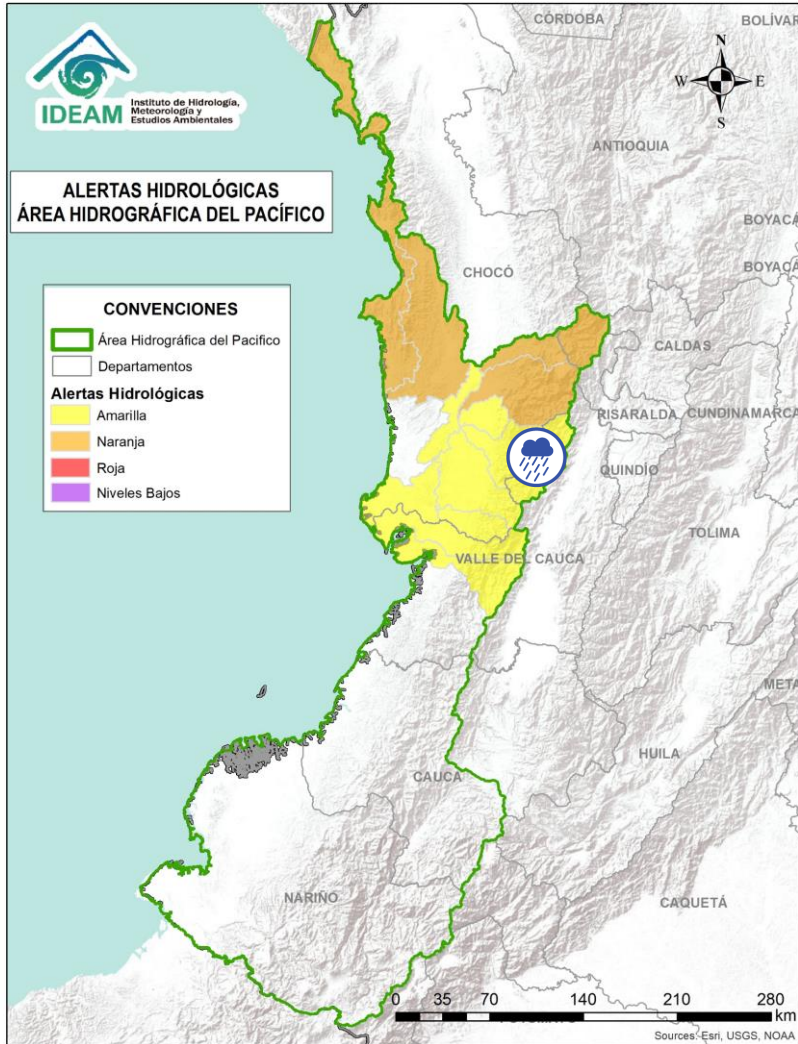 CÓRDOBA
BOLÍVAR
IDEAM
Instituto de Hidrología,
Meteorología y
Estudios Ambientales
N
W
E
S
ANTIOQUIA
ALERTAS HIDROLÓGICAS
ÁREA HIDROGRÁFICA DEL PACÍFICO
BOYACÁ
BOYACÁ
CHOCÓ
CONVENCIONES
Área Hidrográfica del Pacífico
Departamentos
Alertas Hidrológicas
Amarilla
Naranja
Roja
Niveles Bajos
CALDAS
RISARALDA
CUNDINAMARCA
QUINDÍO
TOLIMA
VALLE DEL CAUCA
META
HUILA
CAUCA
NARIÑO
CAQUETÁ
0 35 70 140 210 280
km
Sources: Esri, USGS, NOAA